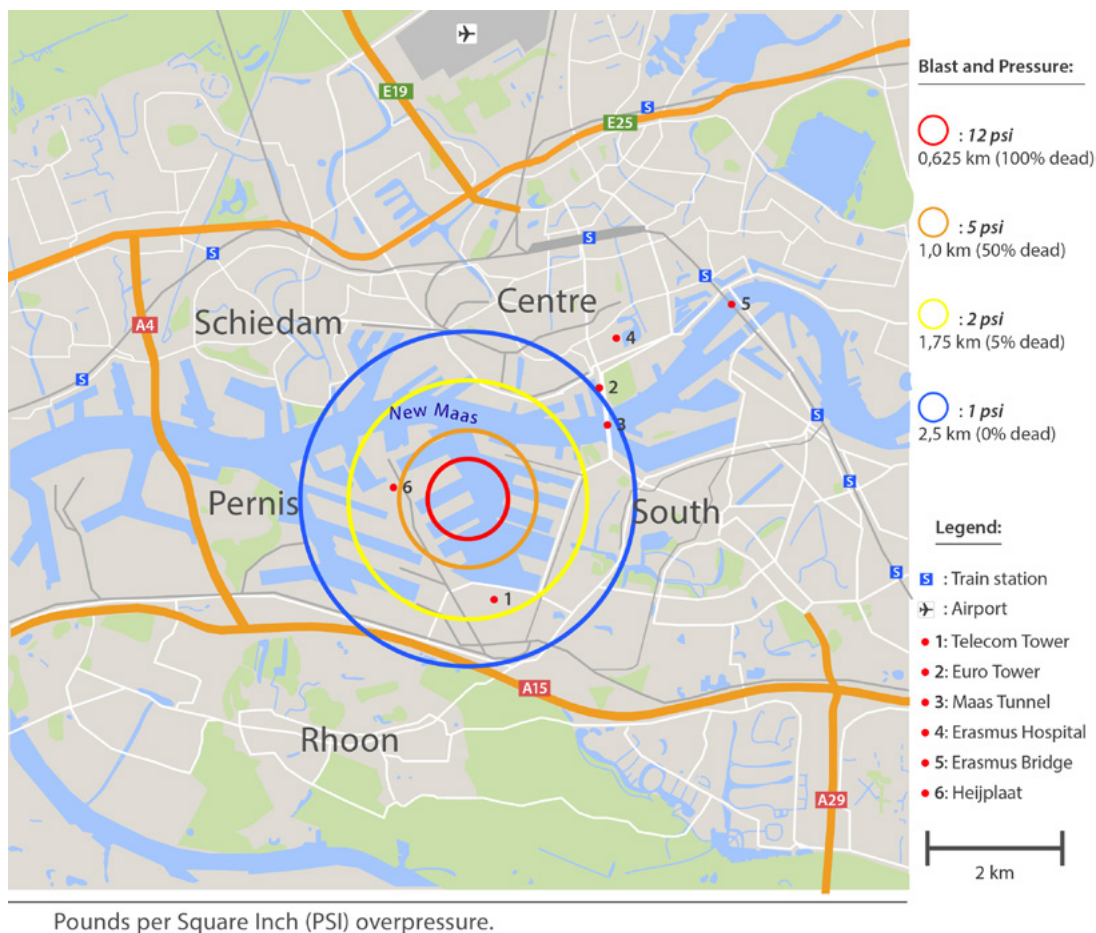 E19
E25
S
S
S
S
Centre
5
Schiedam
A4
4
S
2
New Maas
S
3
S
6
Pernis
South
S
1
A15
Rhoon
A29
Blast and Pressure:
: 12 psi
0,625 km (100% dead)
: 5 psi
1,0 km (50% dead)
: 2 psi
1,75 km (5% dead)
: 1 psi
2,5 km (0% dead)
Legend:
S : Train station
: Airport
1: Telecom Tower
2: Euro Tower
3: Maas Tunnel
4: Erasmus Hospital
5: Erasmus Bridge
6: Heijplaat
2 km
Pounds per Square Inch (PSI) overpressure.